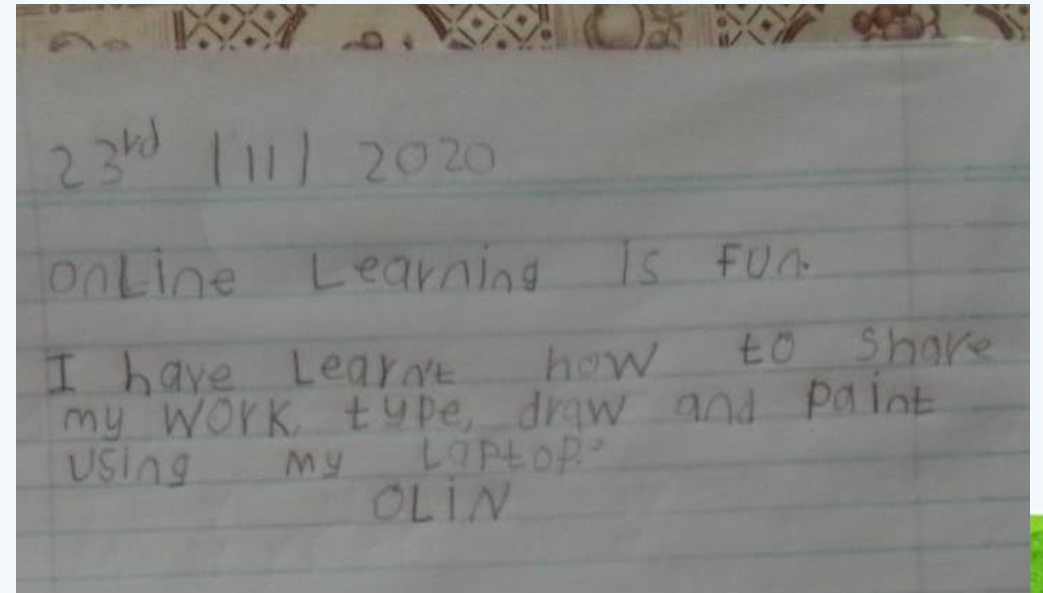 23rd |11| 2020
online Learning is fun.
I have Learnt how to share
my work, type, draw and paint
using my Laptop.
OLiN